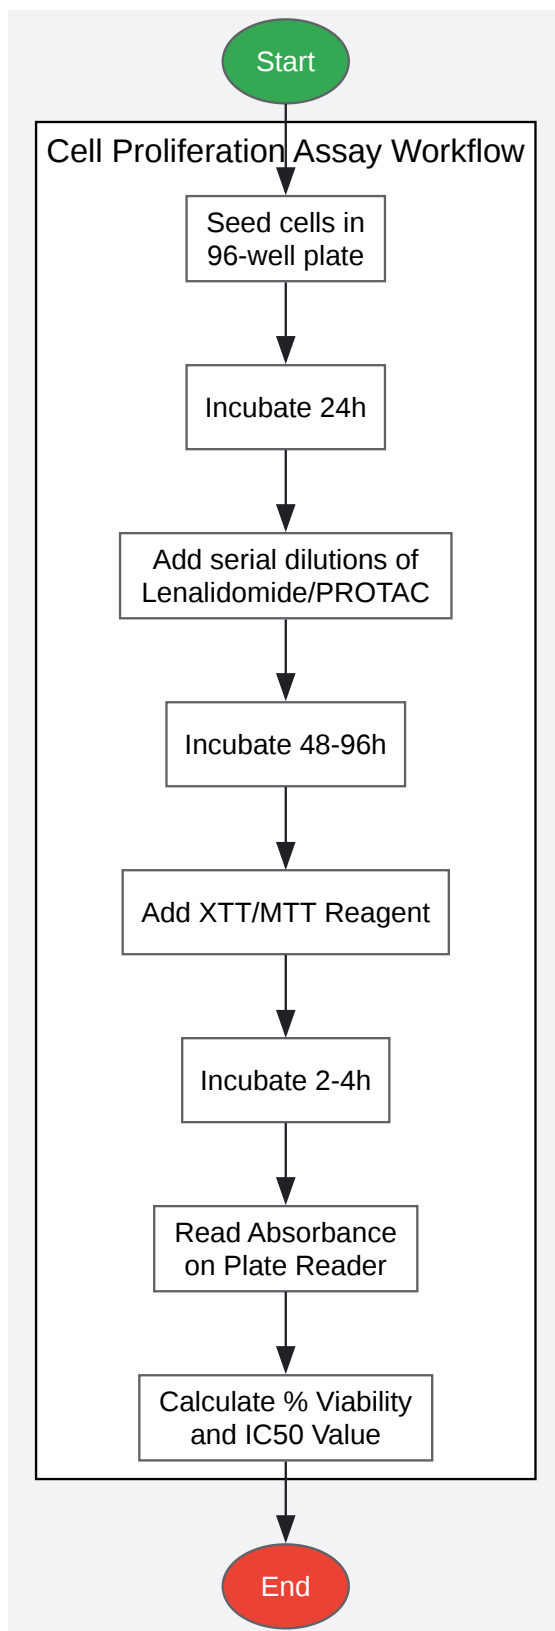 Start
Cell Proliferation Assay Workflow
Seed cells in
96-well plate
Incubate 24h
Add serial dilutions of
Lenalidomide/PROTAC
Incubate 48-96h
Add XTT/MTT Reagent
Incubate 2-4h
Read Absorbance
on Plate Reader
Calculate % Viability
and IC50 Value
End